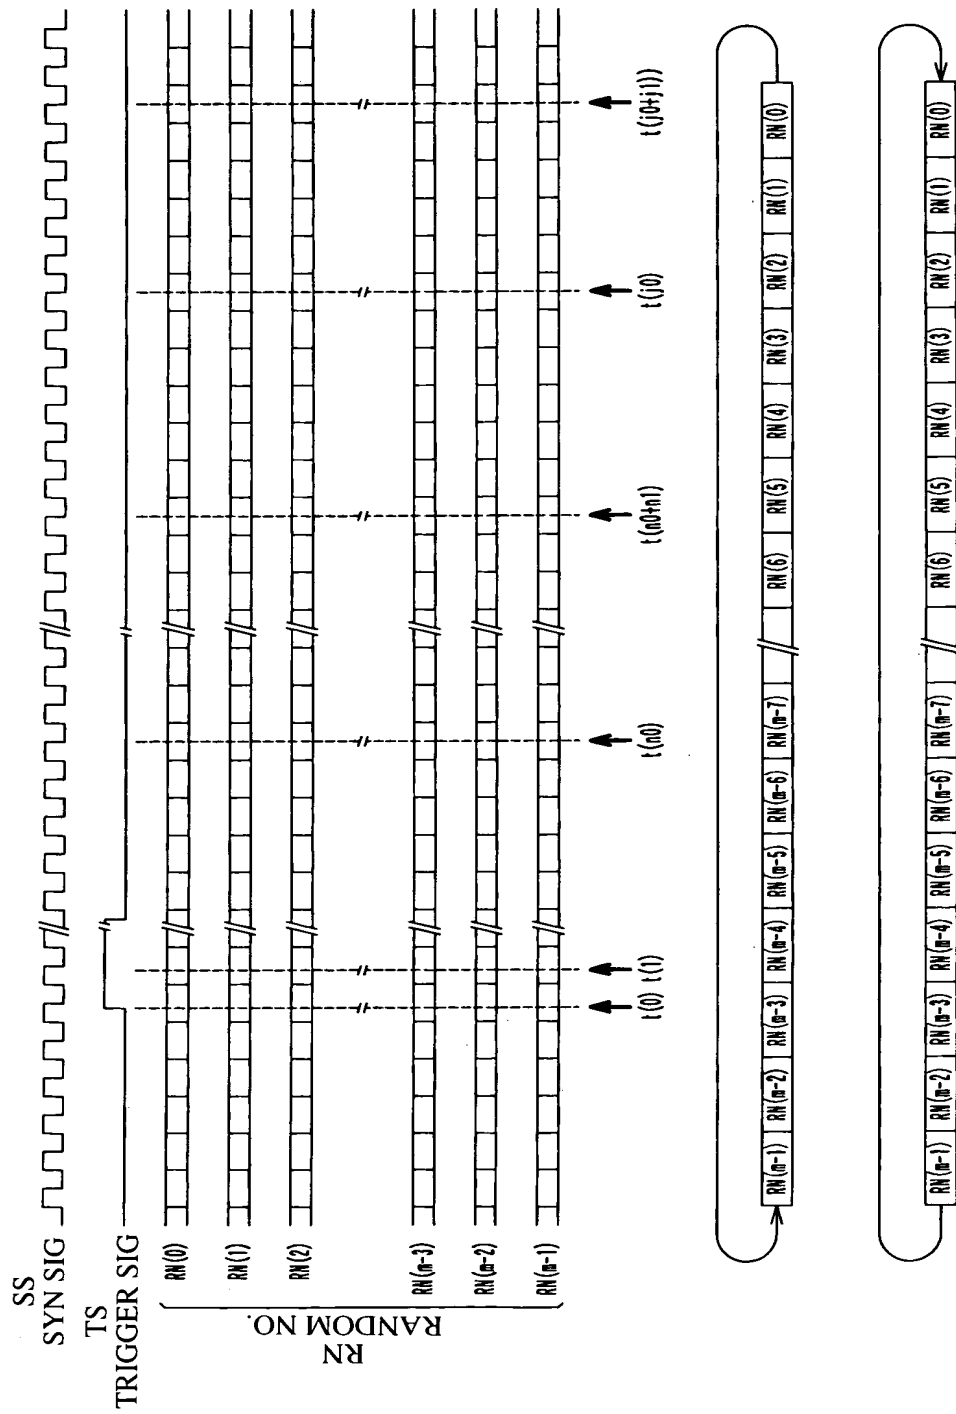 SS
SYN SIG
TS
TRIGGER SIG
RN
RANDOM NO.
RN(0)
RN(1)
RN(2)
RN(m-3)
RN(m-2)
RN(m-1)
t(0) t(1) t(n0) t(n0+n1) t(j0) t(j0+j1))
RN(m-1) RN(m-2) RN(m-3) RN(m-4) RN(m-5) RN(m-6) RN(m-7) RN(6) RN(5) RN(4) RN(3) RN(2) RN(1) RN(0)
RN(m-1) RN(m-2) RN(m-3) RN(m-4) RN(m-5) RN(m-6) RN(m-7) RN(6) RN(5) RN(4) RN(3) RN(2) RN(1) RN(0)